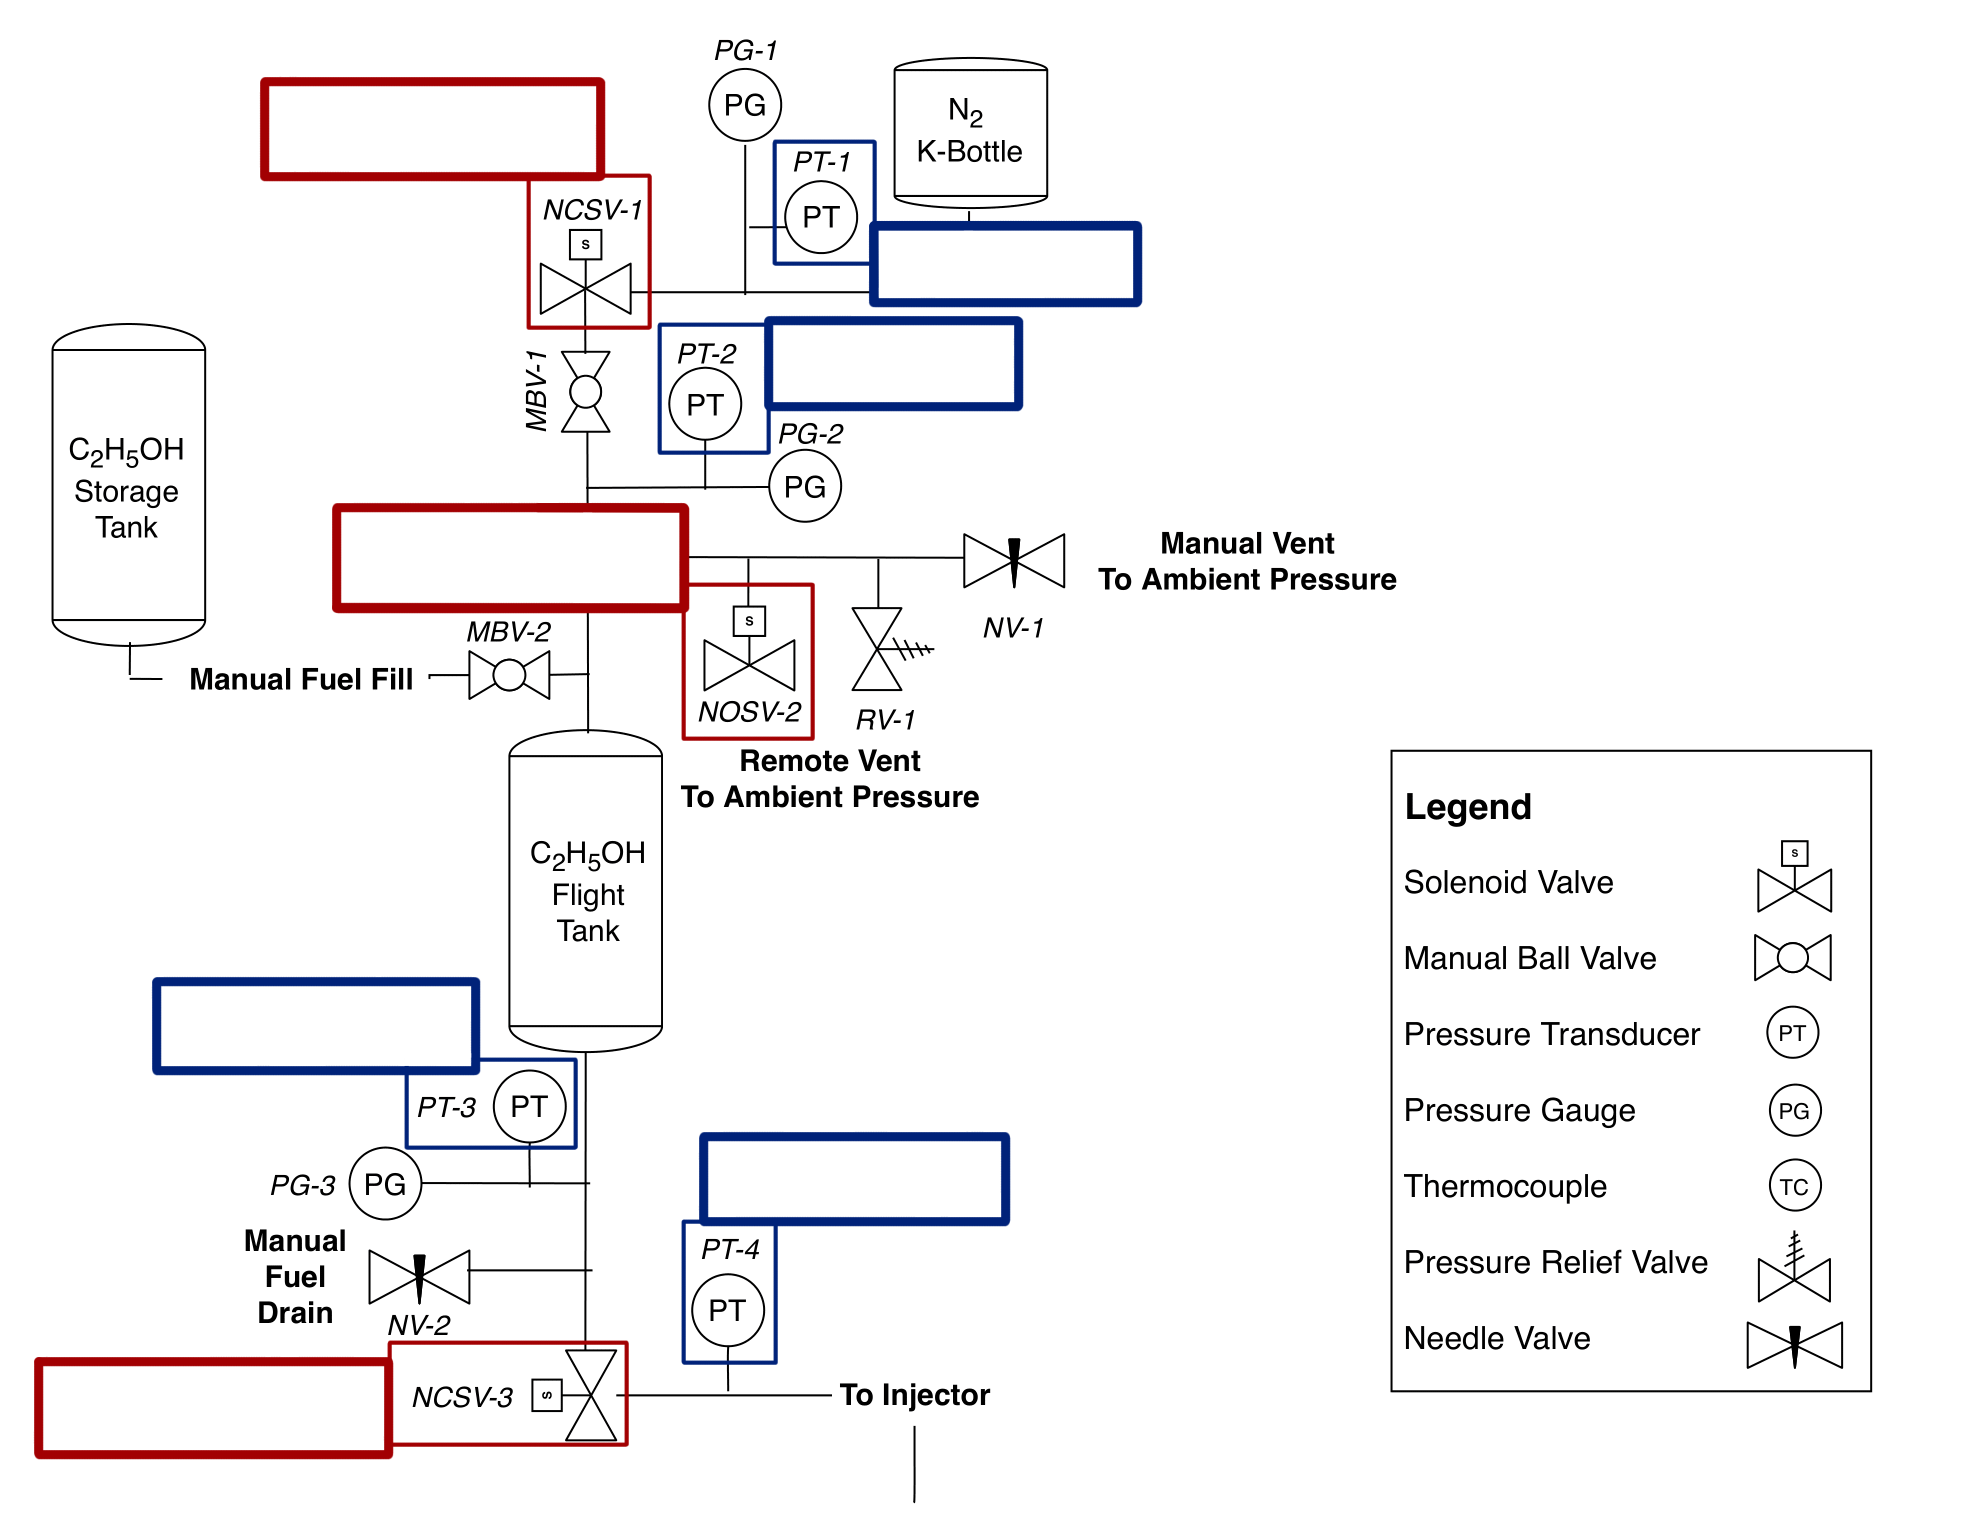 PG-1
PG
N2
K-Bottle
PT-1
PT
NCSV-1
S
MBV-1
PT-2
PT
PG-2
PG
C2H5OH
Storage
Tank
Manual Vent
To Ambient Pressure
NV-1
MBV-2
S
Manual Fuel Fill
NOSV-2
RV-1
Remote Vent
To Ambient Pressure
C2H5OH
Flight
Tank
PT-3
PT
PG-3
PG
Manual
Fuel
Drain
NV-2
PT-4
PT
NCSV-3
S
To Injector
Legend
Solenoid Valve
S
Manual Ball Valve
Pressure Transducer
PT
Pressure Gauge
PG
Thermocouple
TC
Pressure Relief Valve
Needle Valve